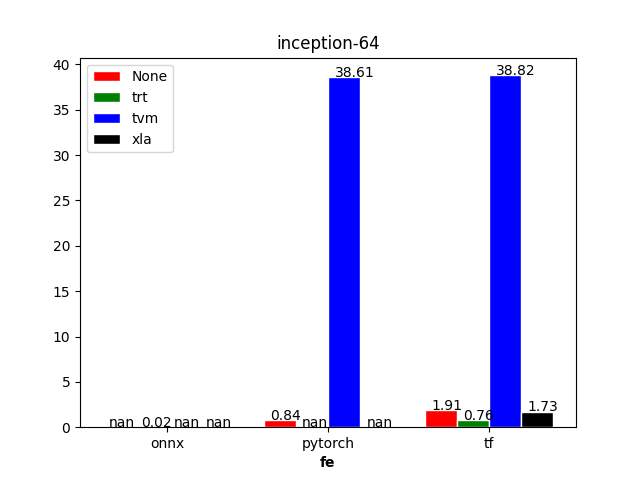 inception-64
None
trt
tvm
xla
40
35
30
25
20
15
10
5
0
nan 0.02 nan nan
0.84 nan 38.61 nan
1.91 0.76 38.82 1.73
onnx pytorch tf
fe